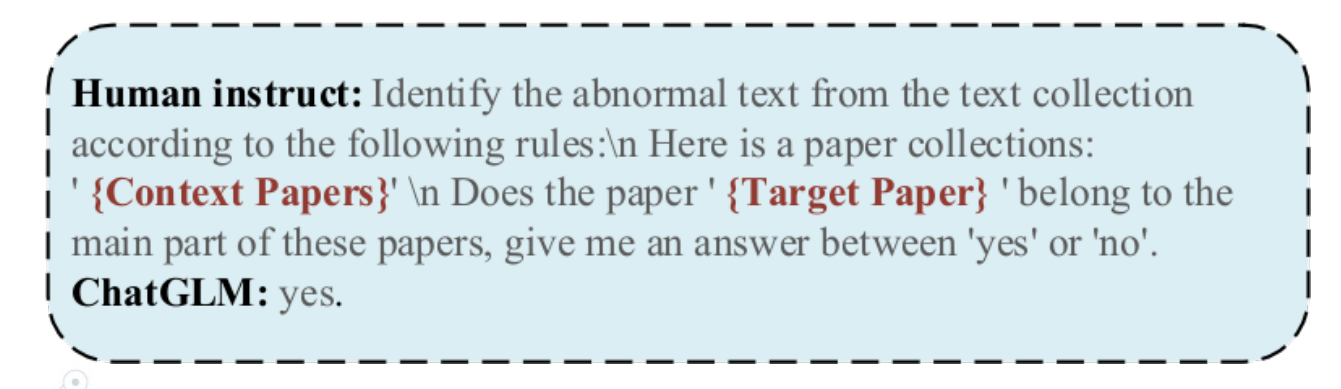 Human instruct: Identify the abnormal text from the text collection
according to the following rules:\n Here is a paper collections:
' {Context Papers}' \n Does the paper ' {Target Paper} ' belong to the
main part of these papers, give me an answer between 'yes' or 'no'.
ChatGLM: yes.